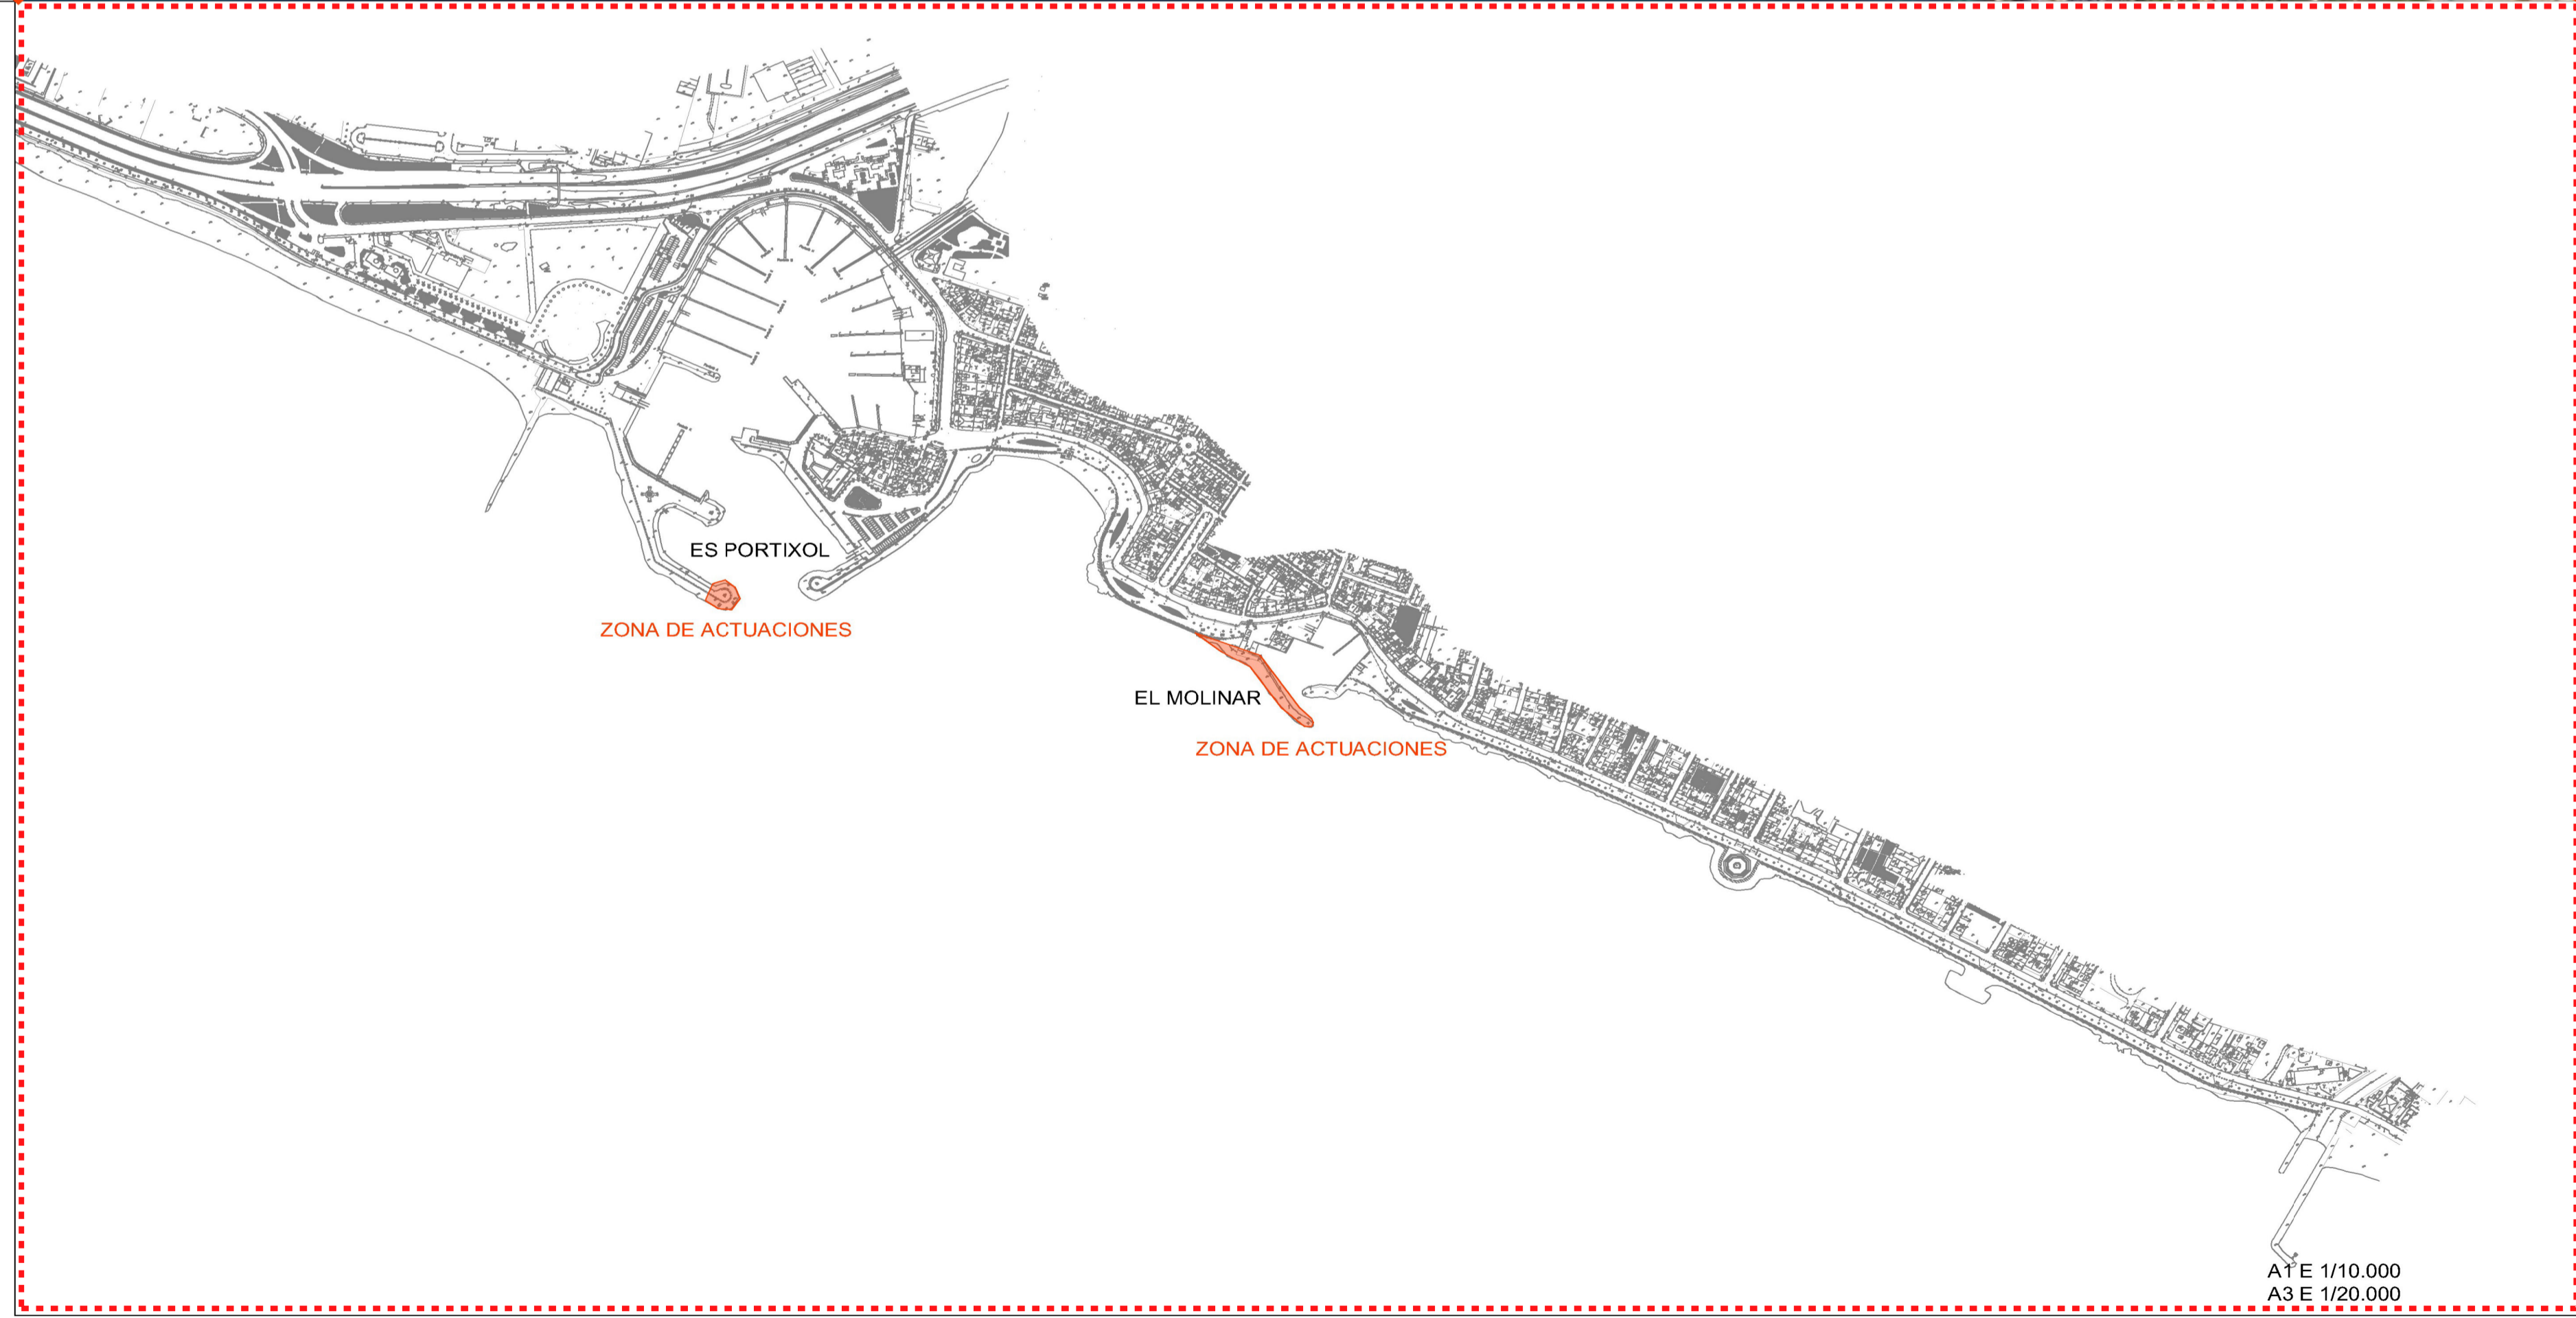 ES PORTIXOL
ZONA DE ACTUACIONES
EL MOLINAR
ZONA DE ACTUACIONES
A1 E 1/10.000
A3 E 1/20.000